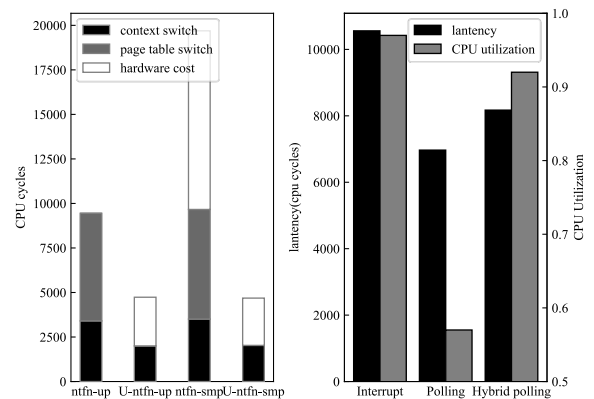 context switch
page table switch
hardware cost
20000
17500
15000
12500
10000
7500
5000
2500
0
CPU cycles
ntfn-up U-ntfn-up ntfn-smp U-ntfn-smp
lantency
CPU utilization
10000
8000
6000
4000
2000
0
lantency(cpu cycles)
1.0
0.9
0.8
0.7
0.6
0.5
CPU Utilization
Interrupt Polling Hybrid polling